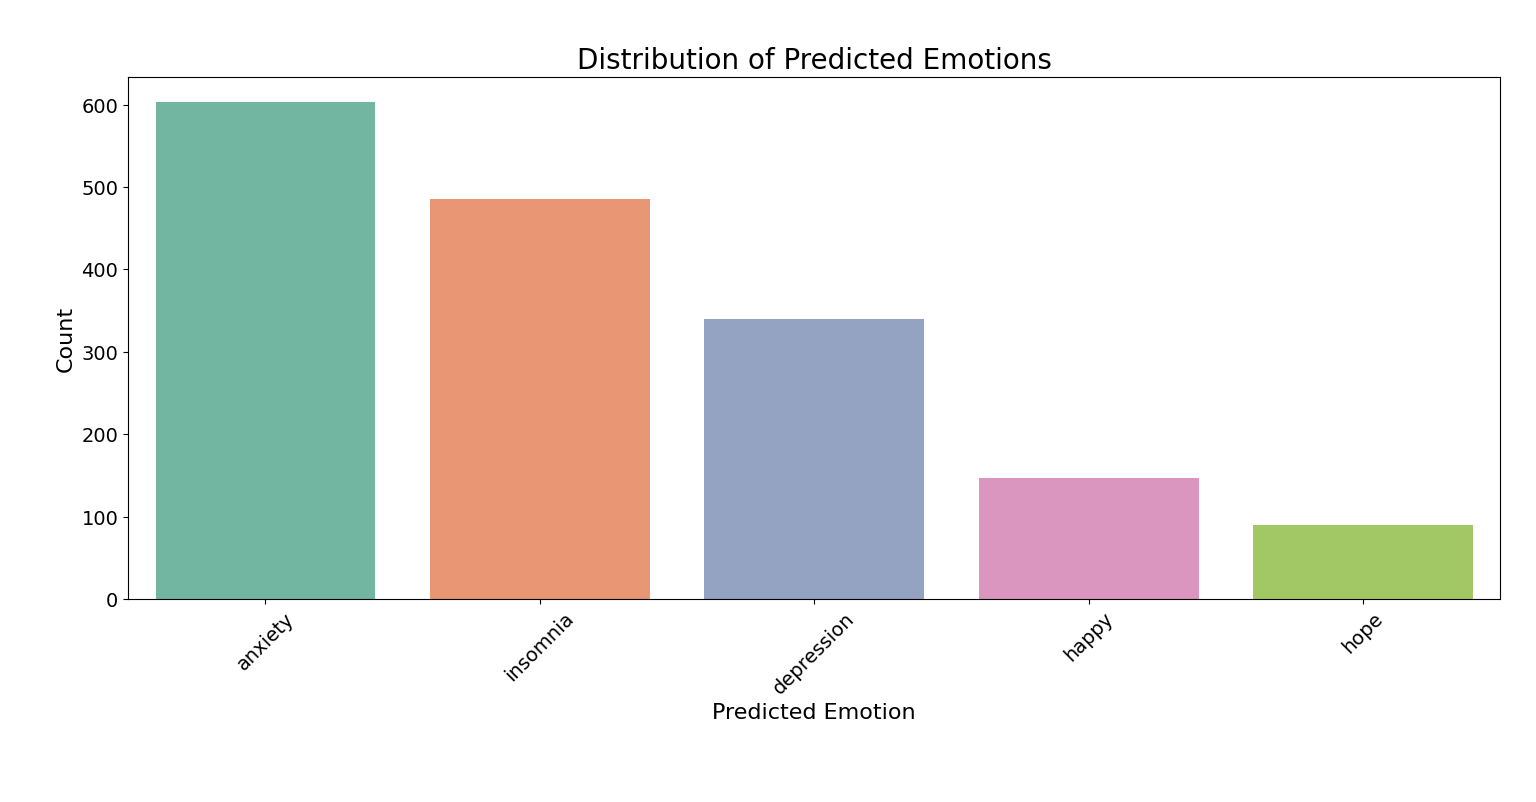 Distribution of Predicted Emotions
600
500
400
300
200
100
0
Count
anxiety
insomnia
depression
happy
hope
Predicted Emotion